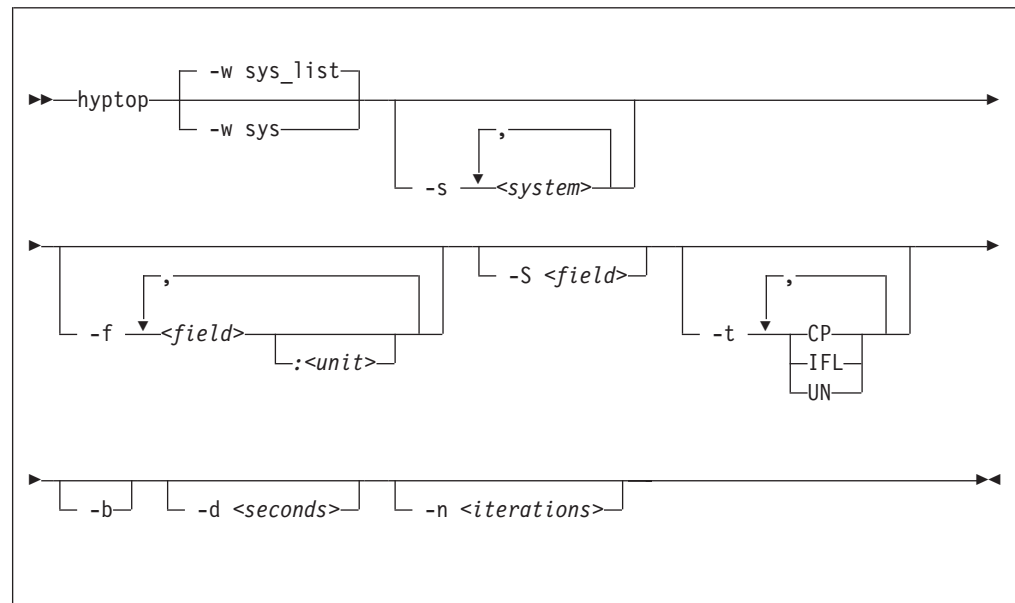 -w sys_list
hyptop
-w sys
,
-s <system>
,
-f <field>
:<unit>
-S <field>
,
-t CP
IFL
UN
-b -d <seconds> -n <iterations>